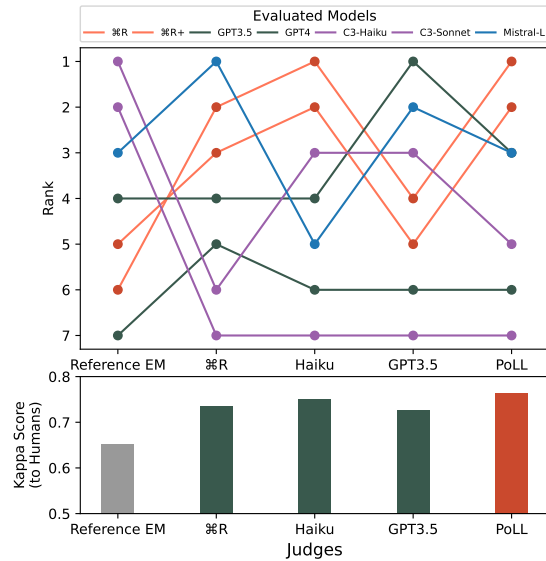 Evaluated Models
⌘R ⌘R+ GPT3.5 GPT4 C3-Haiku C3-Sonnet Mistral-L
1
2
3
4
5
6
7
Rank
Reference EM ⌘R Haiku GPT3.5 PoLL
0.8
0.7
0.6
0.5
Kappa Score
(to Humans)
Reference EM ⌘R Haiku GPT3.5 PoLL
Judges